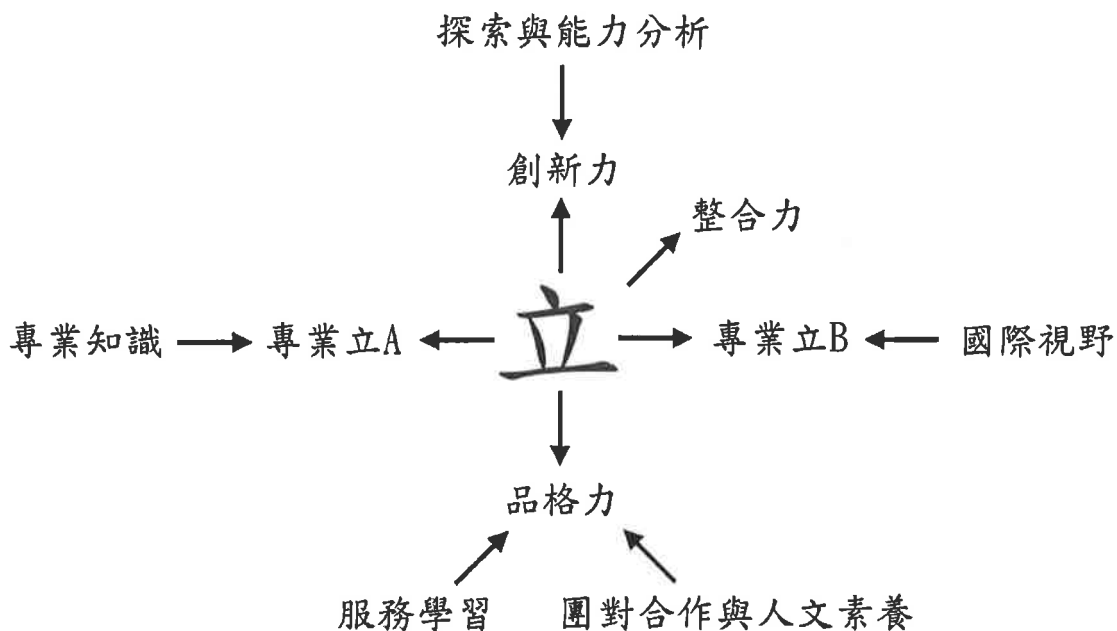 探索與能力分析
創新力
整合力
專業知識 專業立A 立 專業立B 國際視野
品格力
服務學習 團對合作與人文素養